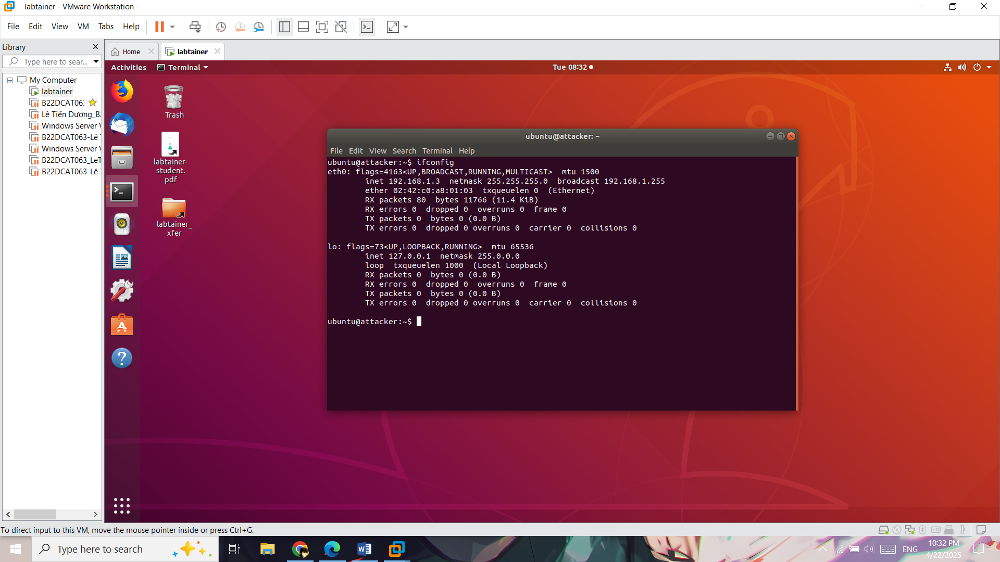 labtainer - VMware Workstation
File Edit View VM Tabs Help
Library
Type here to sear...
My Computer
labtainer
B22DCAT063
Lê Tiến Dương_B2
Windows Server V
B22DCAT063-Lê T
Windows Server V
B22DCAT063_LeT
B22DCAT063-Lê T
Home
labtainer
Activities
Terminal
Tue 08:32
Trash
labtainer-
student.
pdf
labtainer_
xfer
ubuntu@attacker: ~
File Edit View Search Terminal Help
ubuntu@attacker:~$ ifconfig
eth0: flags=4163<UP,BROADCAST,RUNNING,MULTICAST>  mtu 1500
        inet 192.168.1.3  netmask 255.255.255.0  broadcast 192.168.1.255
        ether 02:42:c0:a8:01:03  txqueuelen 0  (Ethernet)
        RX packets 80  bytes 11766 (11.4 KiB)
        RX errors 0  dropped 0  overruns 0  frame 0
        TX packets 0  bytes 0 (0.0 B)
        TX errors 0  dropped 0 overruns 0  carrier 0  collisions 0
lo: flags=73<UP,LOOPBACK,RUNNING>  mtu 65536
        inet 127.0.0.1  netmask 255.0.0.0
        loop  txqueuelen 1000  (Local Loopback)
        RX packets 0  bytes 0 (0.0 B)
        RX errors 0  dropped 0  overruns 0  frame 0
        TX packets 0  bytes 0 (0.0 B)
        TX errors 0  dropped 0 overruns 0  carrier 0  collisions 0
ubuntu@attacker:~$
To direct input to this VM, move the mouse pointer inside or press Ctrl+G.
Type here to search
ENG
10:32 PM
4/22/2025